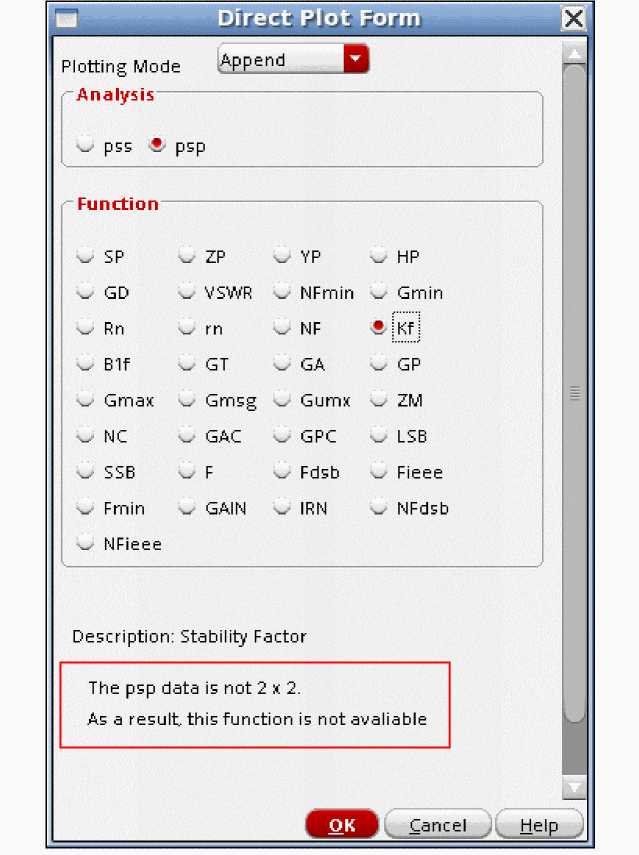 Direct Plot Form
Plotting Mode Append
Analysis
pss psp
Function
SP ZP YP HP
GD VSWR NFmin Gmin
Rn rn NF Kf
B1f GT GA GP
Gmax Gmsg Gumx ZM
NC GAC GPC LSB
SSB F Fdsb Fieee
Fmin GAIN IRN NFdsb
NFieee
Description: Stability Factor
The psp data is not 2 x 2.
As a result, this function is not avaliable
OK Cancel Help